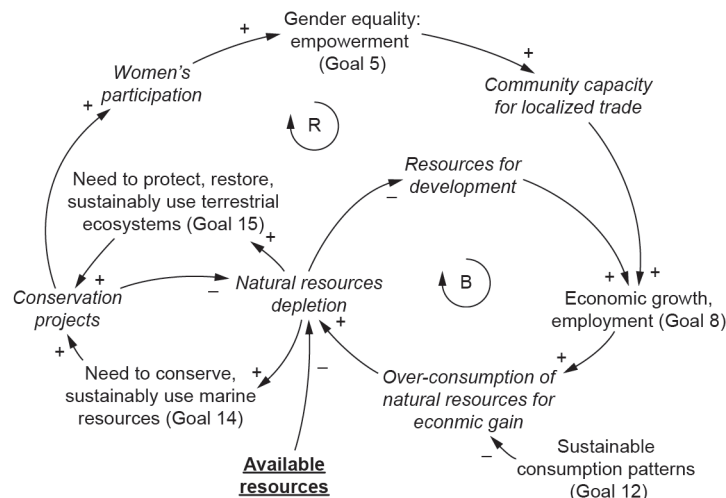 Gender equality:
empowerment
(Goal 5)
+
+
Women's
participation
+
Community capacity
for localized trade
R
Resources for
development
−
Need to protect, restore,
sustainably use terrestrial
ecosystems (Goal 15)
+
+
Conservation
projects
−
Natural resources
depletion
B
+
+
Economic growth,
employment (Goal 8)
+
+
+
Need to conserve,
sustainably use marine
resources (Goal 14)
+
−
+
Over-consumption of
natural resources for
econmic gain
−
Available
resources
Sustainable
consumption patterns
(Goal 12)